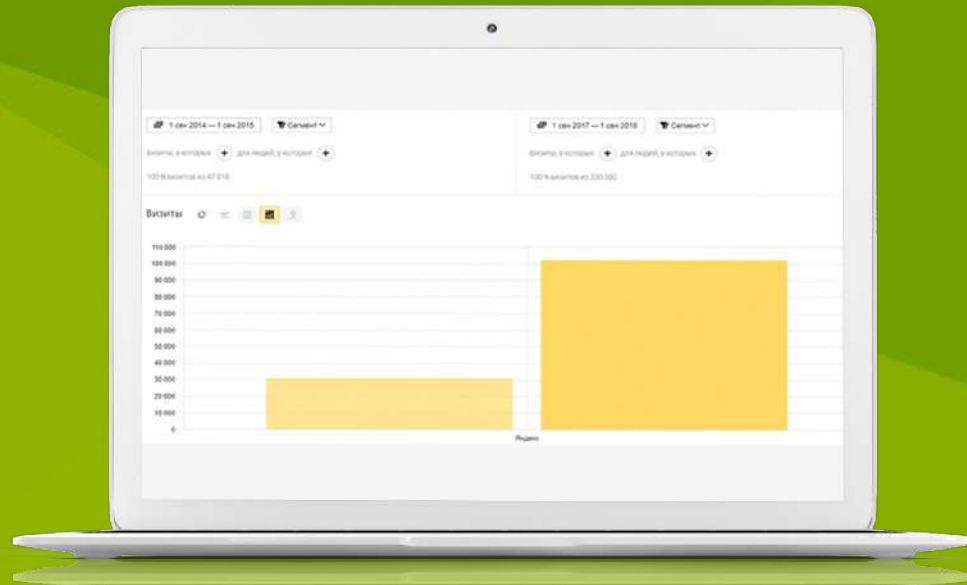 1 сен 2014 — 1 сен 2015 Сегмент
Визиты, в которых + для людей, у которых +
100 % визитов из 47 818
1 сен 2017 — 1 сен 2018 Сегмент
Визиты, в которых + для людей, у которых +
100 % визитов из 330 000
Визиты
110 000
100 000
90 000
80 000
70 000
60 000
50 000
40 000
30 000
20 000
10 000
0
Яндекс